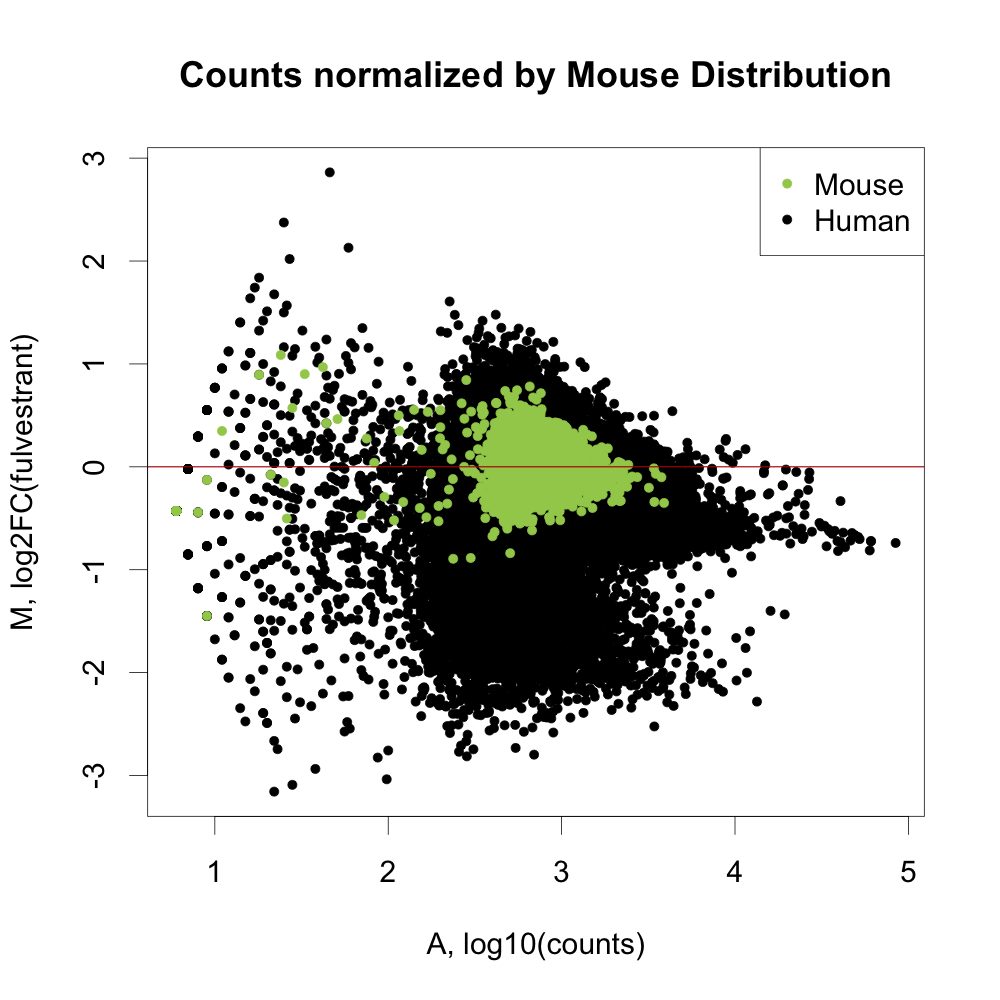 Counts normalized by Mouse Distribution
Mouse
Human
3
2
1
0
-1
-2
-3
M, log2FC(fulvestrant)
1
2
3
4
5
A, log10(counts)